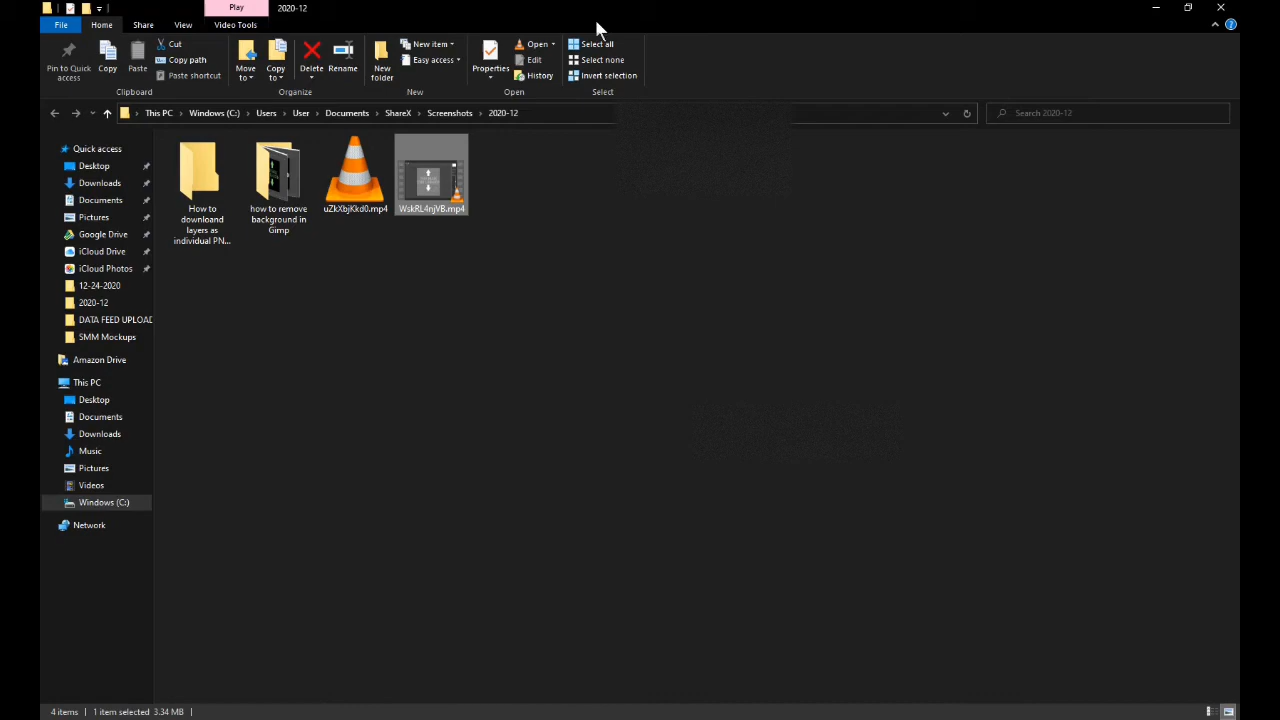 Play
2020-12
File
Home
Share
View
Video Tools
Pin to Quick
access
Copy
Paste
Cut
Copy path
Paste shortcut
Clipboard
Move
to
Copy
to
Delete
Rename
Organize
New
folder
New item
Easy access
New
Properties
Open
Edit
History
Open
Select all
Select none
Invert selection
Select
This PC › Windows (C:) › Users › User › Documents › ShareX › Screenshots › 2020-12
Search 2020-12
Quick access
Desktop
Downloads
Documents
Pictures
Google Drive
iCloud Drive
iCloud Photos
12-24-2020
2020-12
DATA FEED UPLOAD
SMM Mockups
Amazon Drive
This PC
Desktop
Documents
Downloads
Music
Pictures
Videos
Windows (C:)
Network
How to
downloand
layers as
individual PN...
how to remove
background in
Gimp
uZkXbjKkd0.mp4
WskRL4njVB.mp4
4 items
1 item selected 3.34 MB